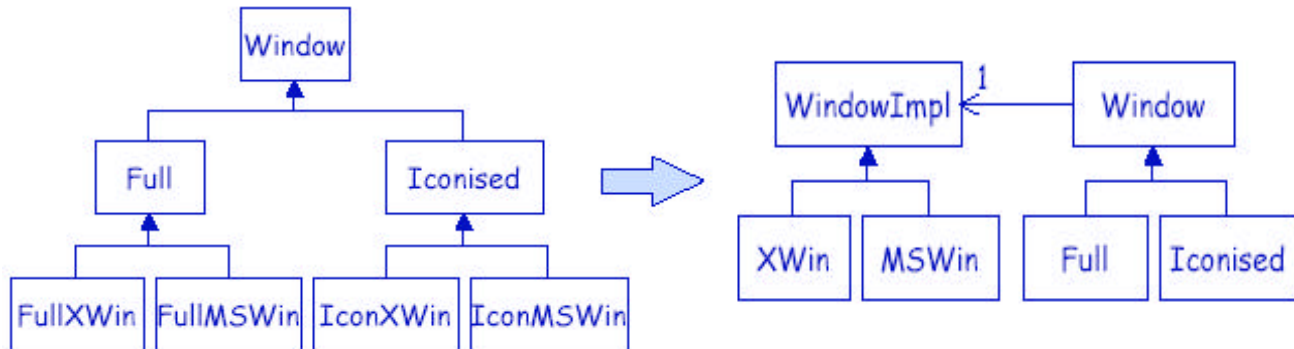 Window
Full
Iconised
FullXWin
FullMSWin
IconXWin
IconMSWin
WindowImpl
1
Window
XWin
MSWin
Full
Iconised